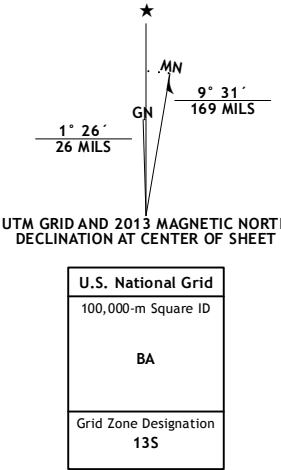 ★
MN
GN
9° 31´
169 MILS
1° 26´
26 MILS
UTM GRID AND 2013 MAGNETIC NORT
DECLINATION AT CENTER OF SHEET
U.S. National Grid
100,000-m Square ID
BA
Grid Zone Designation
13S